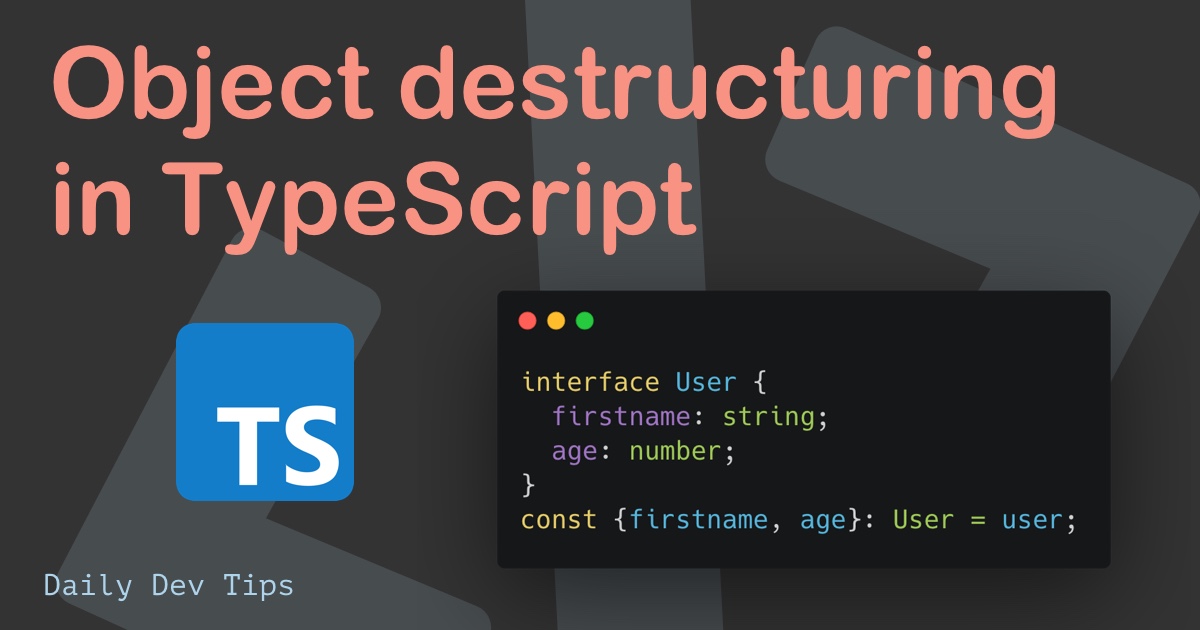 Object destructuring
in TypeScript
TS
interface User {
  firstname: string;
  age: number;
}
const {firstname, age}: User = user;
Daily Dev Tips